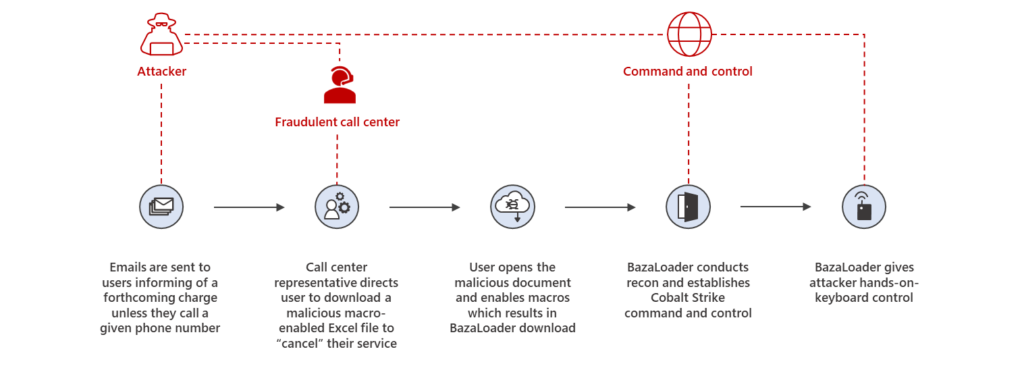 Attacker
Command and control
Fraudulent call center
Emails are sent to
users informing of a
forthcoming charge
unless they call a
given phone number
Call center
representative directs
user to download a
malicious macro-
enabled Excel file to
“cancel” their service
User opens the
malicious document
and enables macros
which results in
BazaLoader download
BazaLoader conducts
recon and establishes
Cobalt Strike
command and control
BazaLoader gives
attacker hands-on-
keyboard control